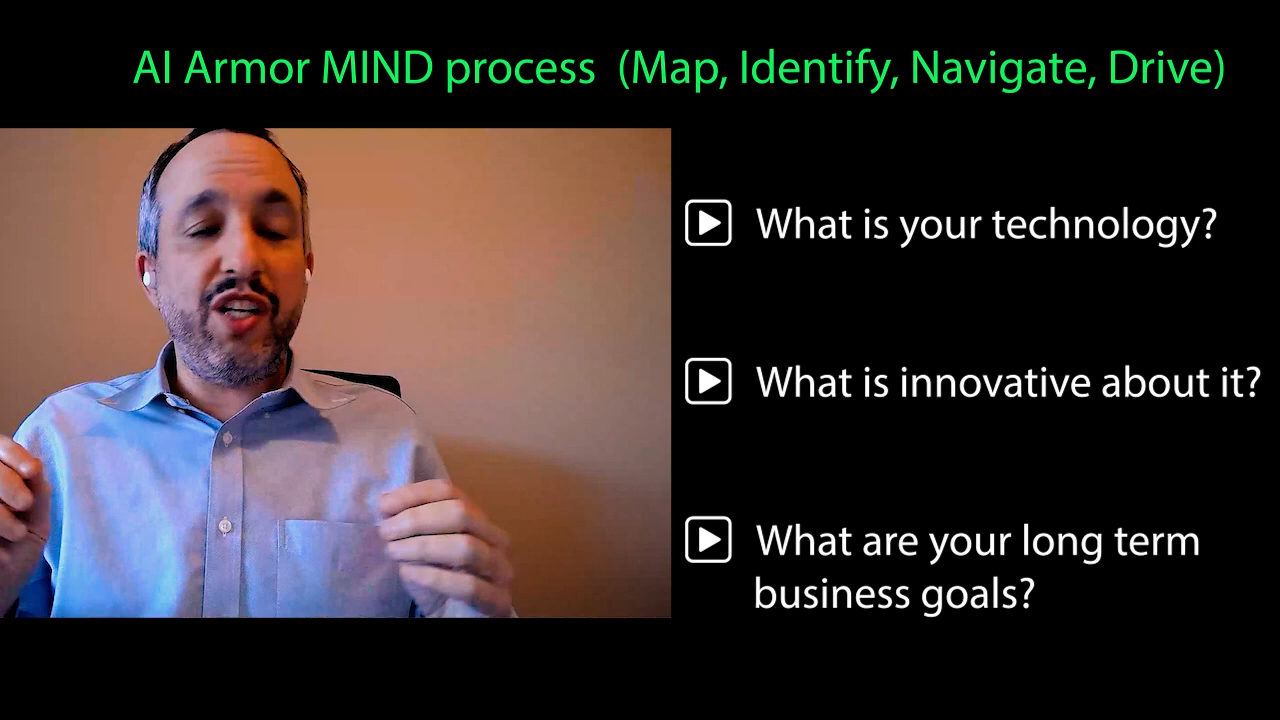 AI Armor MIND process (Map, Identify, Navigate, Drive)
What is your technology?
What is innovative about it?
What are your long term
business goals?